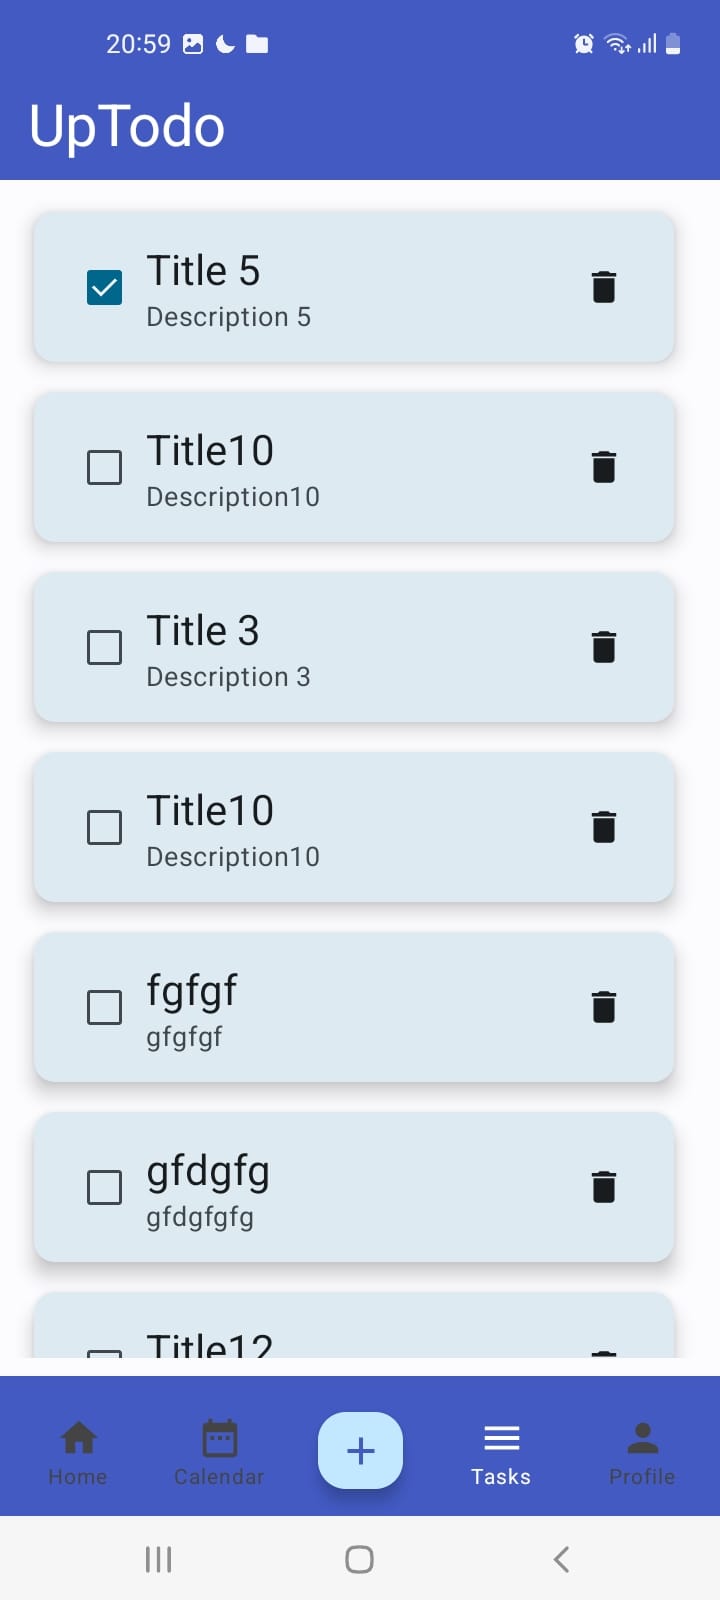 20:59
UpTodo
Title 5
Description 5
Title10
Description10
Title 3
Description 3
Title10
Description10
fgfgf
gfgfgf
gfdgfg
gfdgfgfg
Title12
Home Calendar Tasks Profile